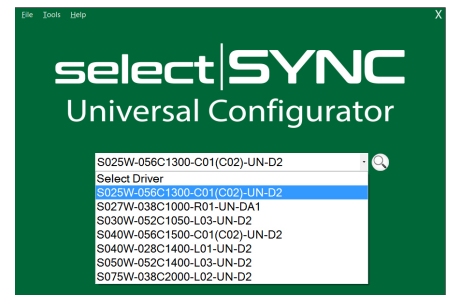 File Tools Help X
select SYNC
Universal Configurator
S025W-056C1300-C01(C02)-UN-D2
Select Driver
S025W-056C1300-C01(C02)-UN-D2
S027W-038C1000-R01-UN-DA1
S030W-052C1050-L03-UN-D2
S040W-056C1500-C01(C02)-UN-D2
S040W-028C1400-L01-UN-D2
S050W-052C1400-L03-UN-D2
S075W-038C2000-L02-UN-D2